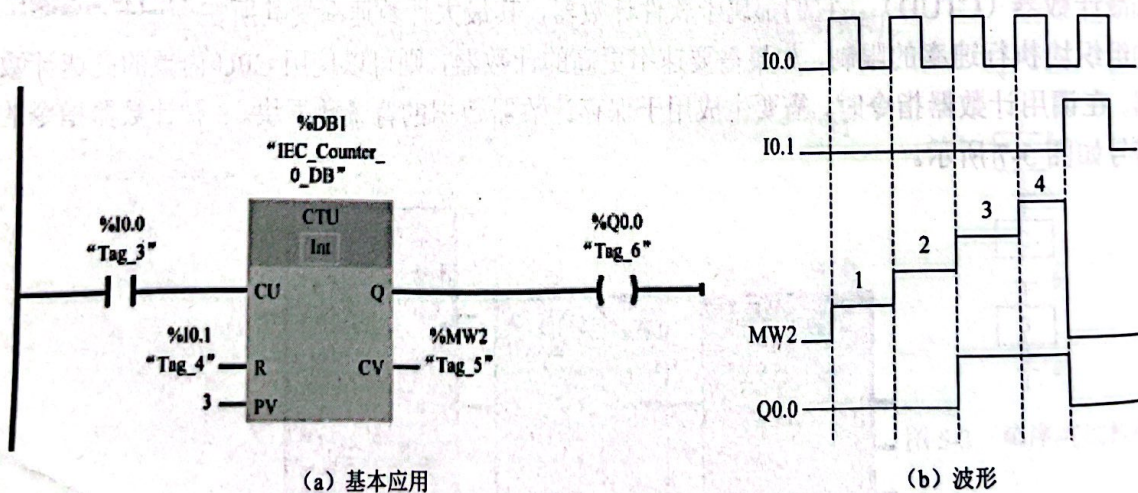 I0.0
I0.1
%DB1
"IEC_Counter_
0_DB"
CTU
Int
%I0.0
"Tag_3"
CU
Q
%Q0.0
"Tag_6"
%I0.1
"Tag_4"
R
CV
%MW2
"Tag_5"
3
PV
1
2
3
4
MW2
Q0.0
(a) 基本应用
(b) 波形